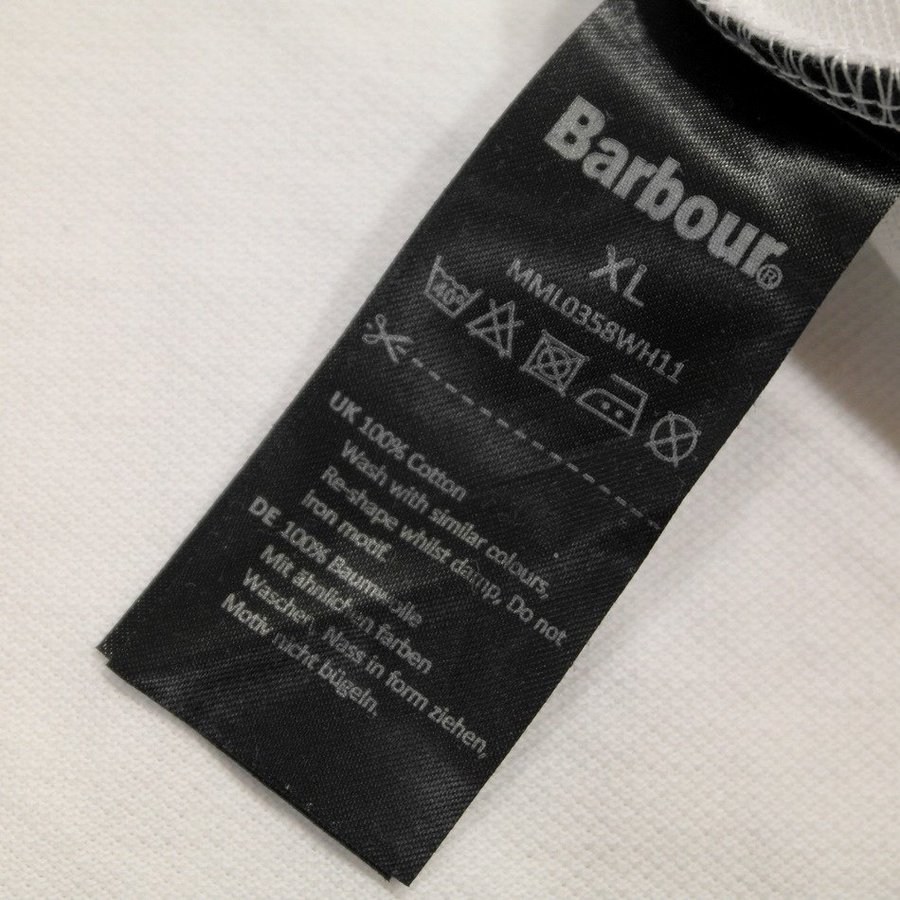 Barbour®
XL
MML0358WH11
40°
UK 100% Cotton
Wash with similar colours,
Re-shape whilst damp, Do not
Iron motif.
DE 100% Baumwolle
Mit ähnlichen farben
Waschen, Nass in form ziehen,
Motiv nicht bügeln.